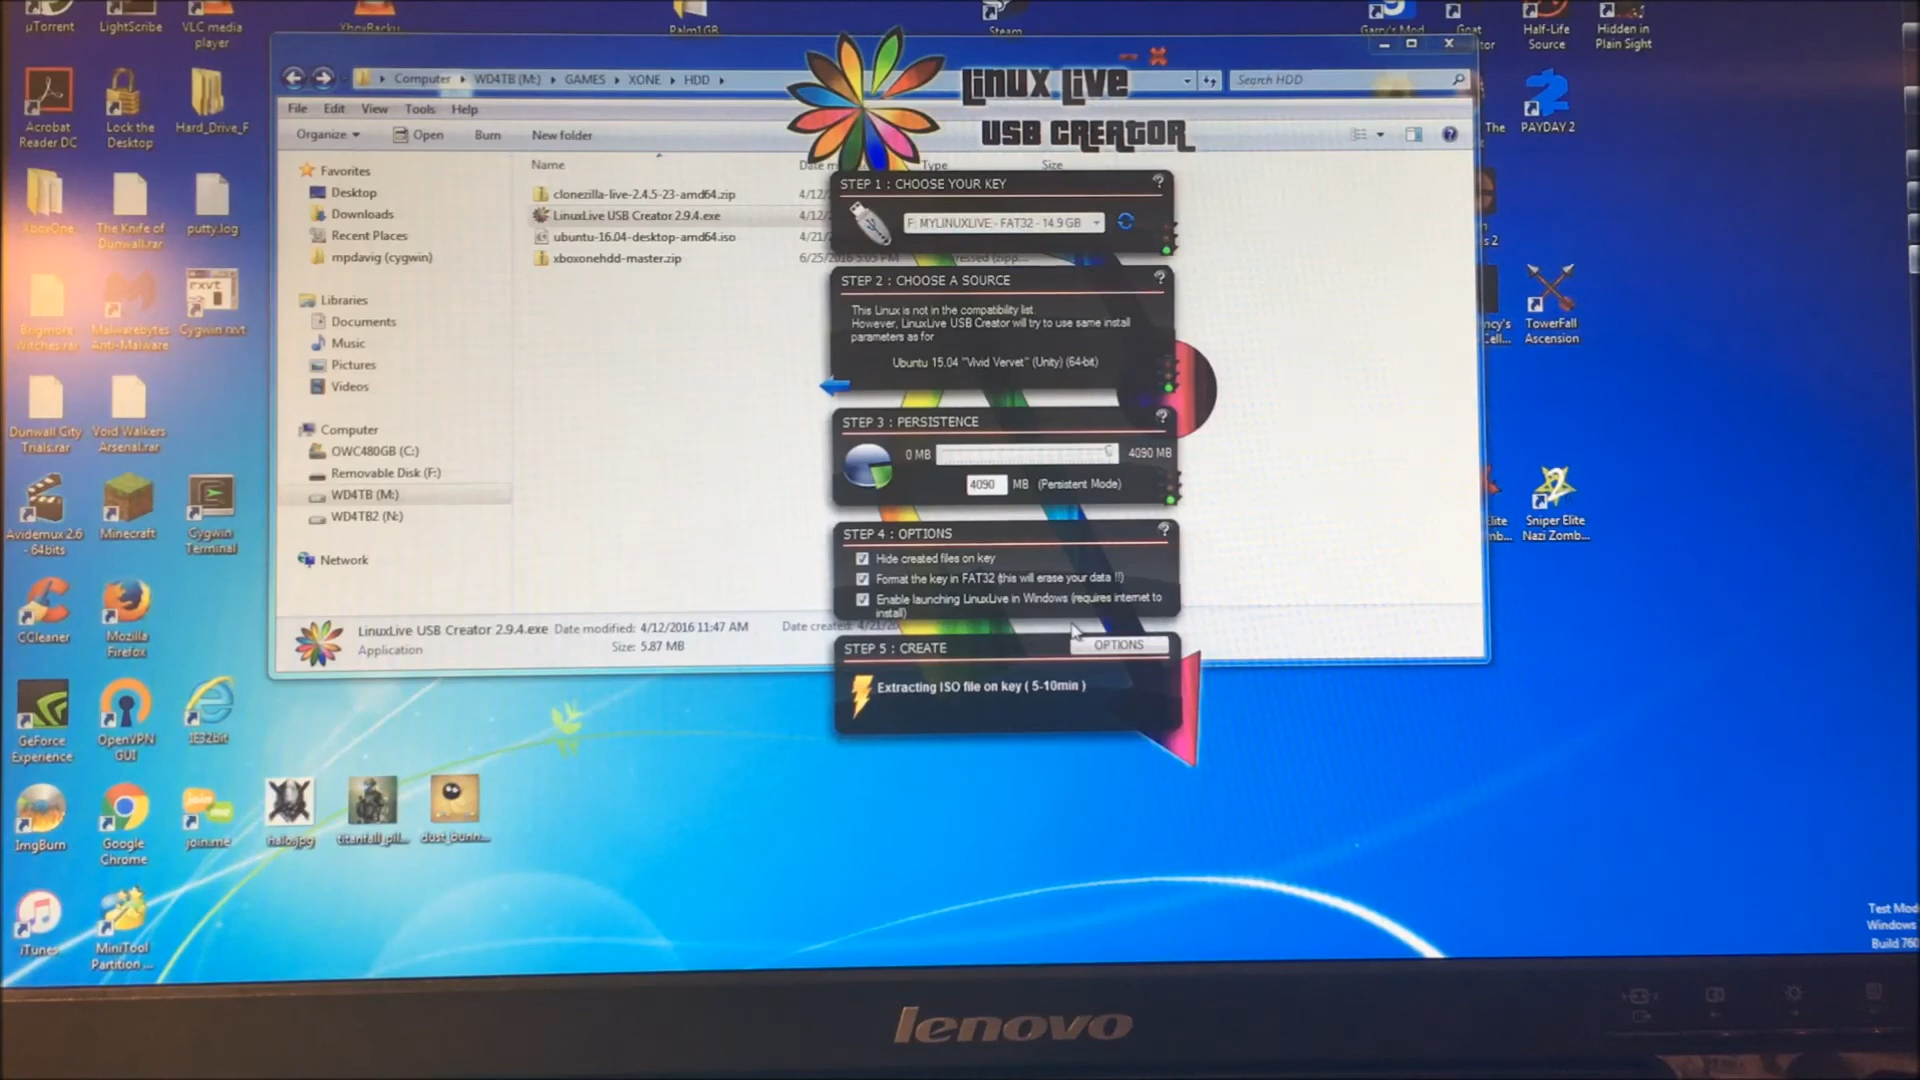 µTorrent
LightScribe
VLC media player
Palm1GB
Steam
Half-Life Source
Hidden in Plain Sight
Acrobat Reader DC
Lock the Desktop
Hard_Drive_F
PAYDAY 2
XboxOne
The Knife of Dunwall.rar
putty.log
Brigmore Witches.rar
Malwarebytes Anti-Malware
Cygwin rxvt
TowerFall Ascension
Dunwall City Trials.rar
Void Walkers Arsenal.rar
Avidemux 2.6 - 64bits
Minecraft
Cygwin Terminal
Sniper Elite Nazi Zomb...
CCleaner
Mozilla Firefox
GeForce Experience
OpenVPN GUI
IE32bit
ImgBurn
Google Chrome
join.me
halo.jpg
titanfall_pil...
dust_bunn...
iTunes
MiniTool Partition ...
Computer
WD4TB (M:)
GAMES
XONE
HDD
Search HDD
File Edit View Tools Help
Organize Open Burn New folder
Name Type Size
Favorites
Desktop
Downloads
Recent Places
mpdavig (cygwin)
Libraries
Documents
Music
Pictures
Videos
Computer
OWC480GB (C:)
Removable Disk (F:)
WD4TB (M:)
WD4TB2 (N:)
Network
clonezilla-live-2.4.5-23-amd64.zip
LinuxLive USB Creator 2.9.4.exe
ubuntu-16.04-desktop-amd64.iso
xboxonehdd-master.zip 6/25/2016 5:05 PM
LinuxLive USB Creator 2.9.4.exe Date modified: 4/12/2016 11:47 AM
Application Size: 5.87 MB
Linux Live
USB Creator
STEP 1 : CHOOSE YOUR KEY ?
F: MYLINUXLIVE - FAT32 - 14.9 GB
STEP 2 : CHOOSE A SOURCE ?
This Linux is not in the compatibility list.
However, LinuxLive USB Creator will try to use same install
parameters as for
Ubuntu 15.04 "Vivid Vervet" (Unity) (64-bit)
STEP 3 : PERSISTENCE ?
0 MB 4090 MB
4090 MB (Persistent Mode)
STEP 4 : OPTIONS ?
Hide created files on key
Format the key in FAT32 (this will erase your data !!)
Enable launching LinuxLive in Windows (requires internet to
install)
STEP 5 : CREATE OPTIONS
Extracting ISO file on key ( 5-10min )
Test Mod
Windows
Build 760
lenovo